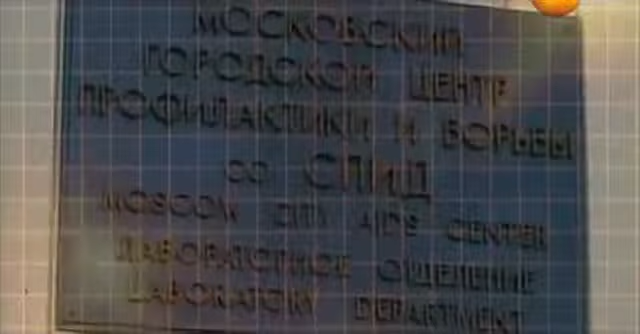 МОСКОВСКИЙ
ГОРОДСКОЙ ЦЕНТР
ПРОФИЛАКТИКИ И БОРЬБЫ
СО СПИД
MOSCOW CITY AIDS CENTER
ЛАБОРАТОРНОЕ ОТДЕЛЕНИЕ
LABORATORY DEPARTMENT